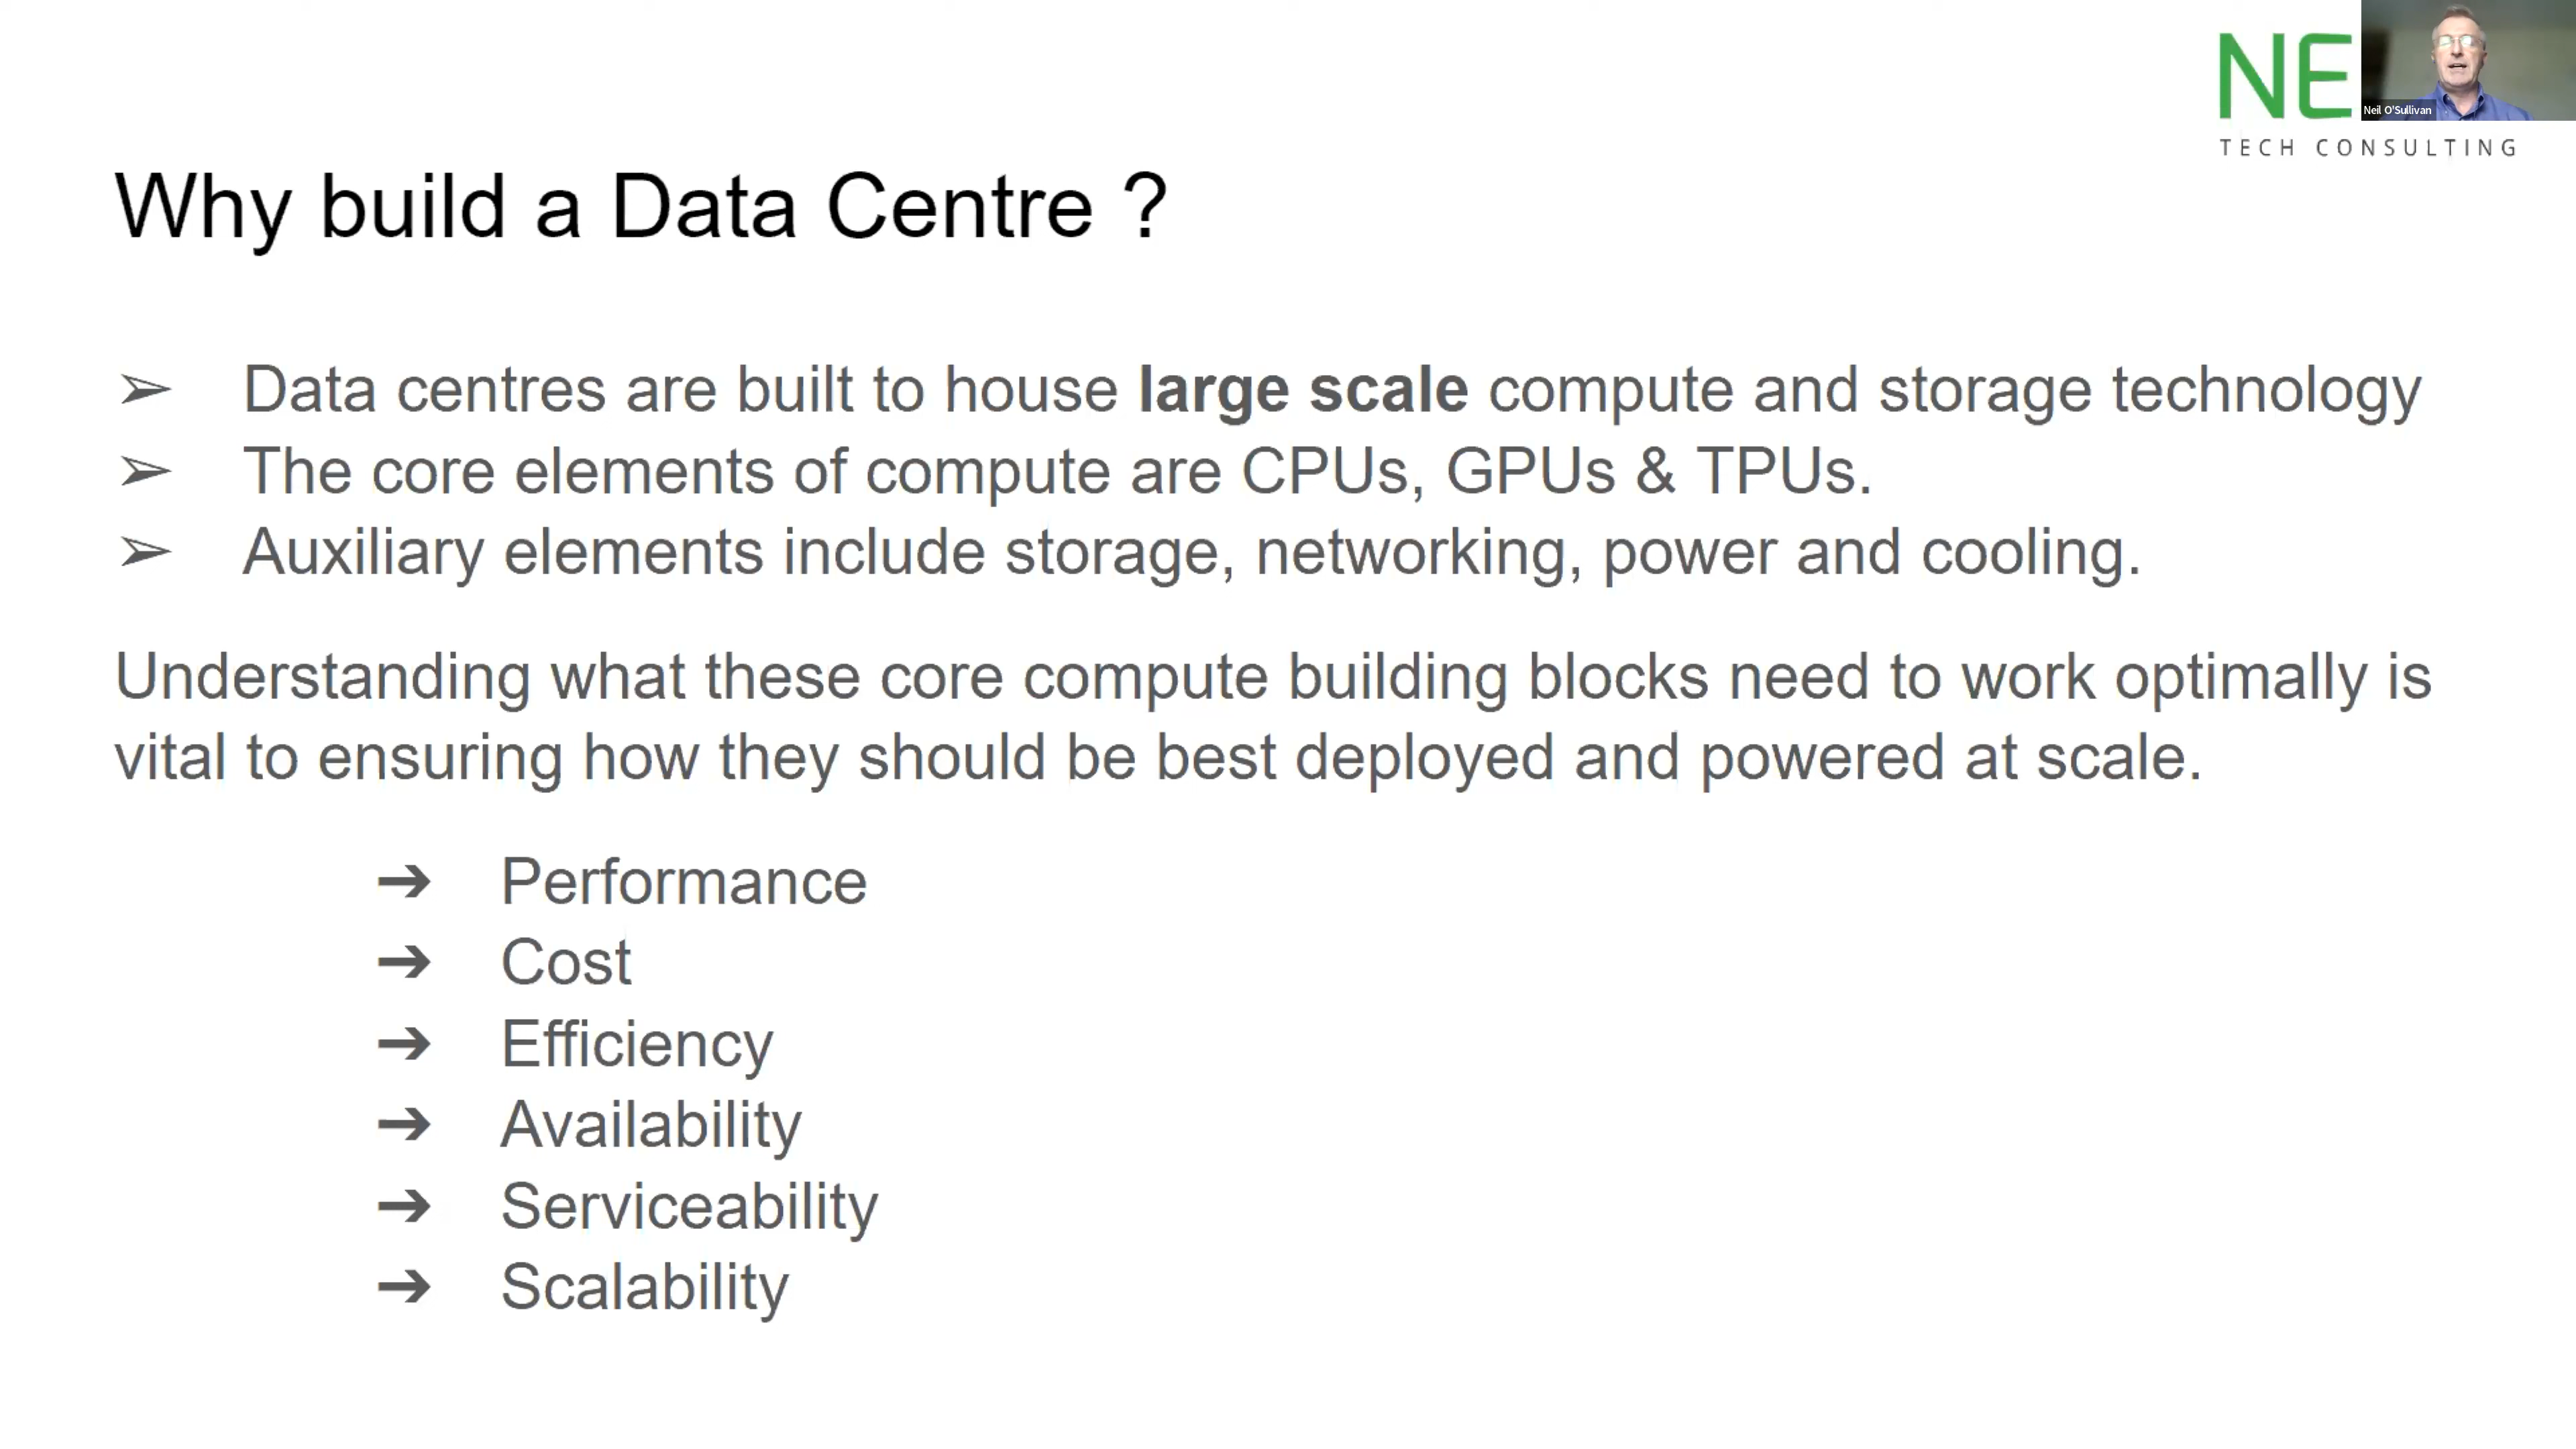 NE
Neil O'Sullivan
TECH CONSULTING
Why build a Data Centre ?
➢ Data centres are built to house large scale compute and storage technology
➢ The core elements of compute are CPUs, GPUs & TPUs.
➢ Auxiliary elements include storage, networking, power and cooling.
Understanding what these core compute building blocks need to work optimally is
vital to ensuring how they should be best deployed and powered at scale.
➔ Performance
➔ Cost
➔ Efficiency
➔ Availability
➔ Serviceability
➔ Scalability